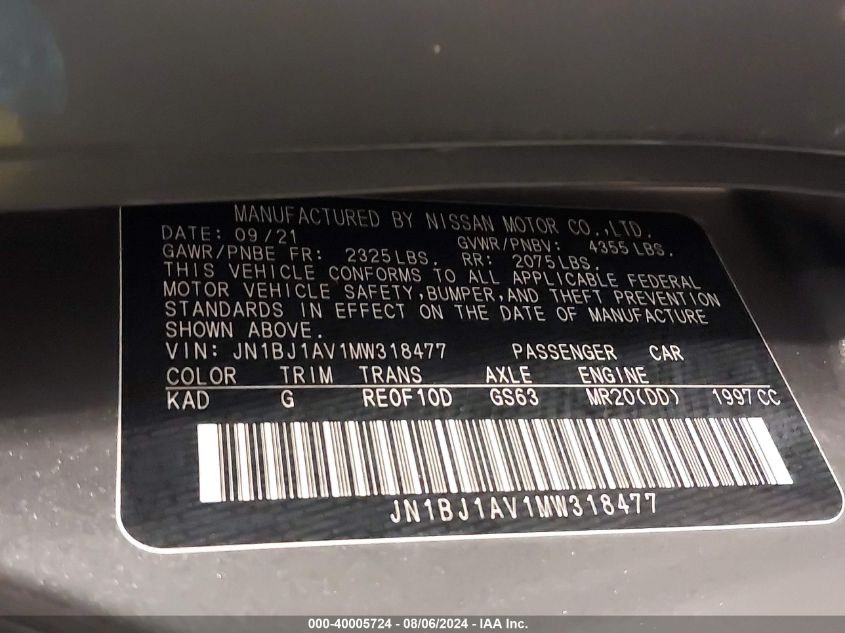 MANUFACTURED BY NISSAN MOTOR CO.,LTD.
DATE: 09/21 GVWR/PNBV: 4355 LBS.
GAWR/PNBE FR: 2325 LBS. RR: 2075 LBS.
THIS VEHICLE CONFORMS TO ALL APPLICABLE FEDERAL
MOTOR VEHICLE SAFETY,BUMPER,AND THEFT PREVENTION
STANDARDS IN EFFECT ON THE DATE OF MANUFACTURE
SHOWN ABOVE.
VIN: JN1BJ1AV1MW318477 PASSENGER CAR
COLOR TRIM TRANS AXLE ENGINE
KAD G RE0F10D GS63 MR20(DD) 1997CC
JN1BJ1AV1MW318477
000-40005724 - 08/06/2024 - IAA Inc.